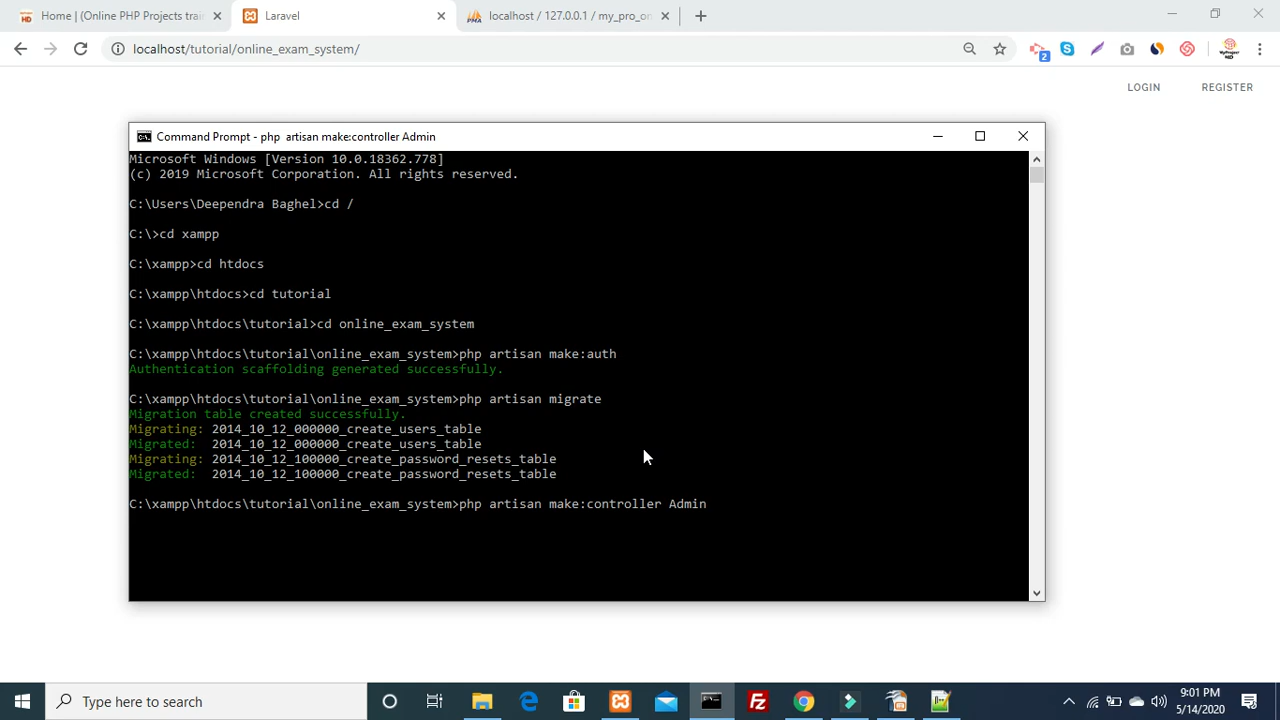 Home | (Online PHP Projects trai
Laravel
localhost / 127.0.0.1 / my_pro_on
localhost/tutorial/online_exam_system/
2
LOGIN
REGISTER
Command Prompt - php  artisan make:controller Admin
Microsoft Windows [Version 10.0.18362.778]
(c) 2019 Microsoft Corporation. All rights reserved.
C:\Users\Deependra Baghel>cd /
C:\>cd xampp
C:\xampp>cd htdocs
C:\xampp\htdocs>cd tutorial
C:\xampp\htdocs\tutorial>cd online_exam_system
C:\xampp\htdocs\tutorial\online_exam_system>php artisan make:auth
Authentication scaffolding generated successfully.
C:\xampp\htdocs\tutorial\online_exam_system>php artisan migrate
Migration table created successfully.
Migrating: 2014_10_12_000000_create_users_table
Migrated:  2014_10_12_000000_create_users_table
Migrating: 2014_10_12_100000_create_password_resets_table
Migrated:  2014_10_12_100000_create_password_resets_table
C:\xampp\htdocs\tutorial\online_exam_system>php artisan make:controller Admin
Type here to search
9:01 PM
5/14/2020